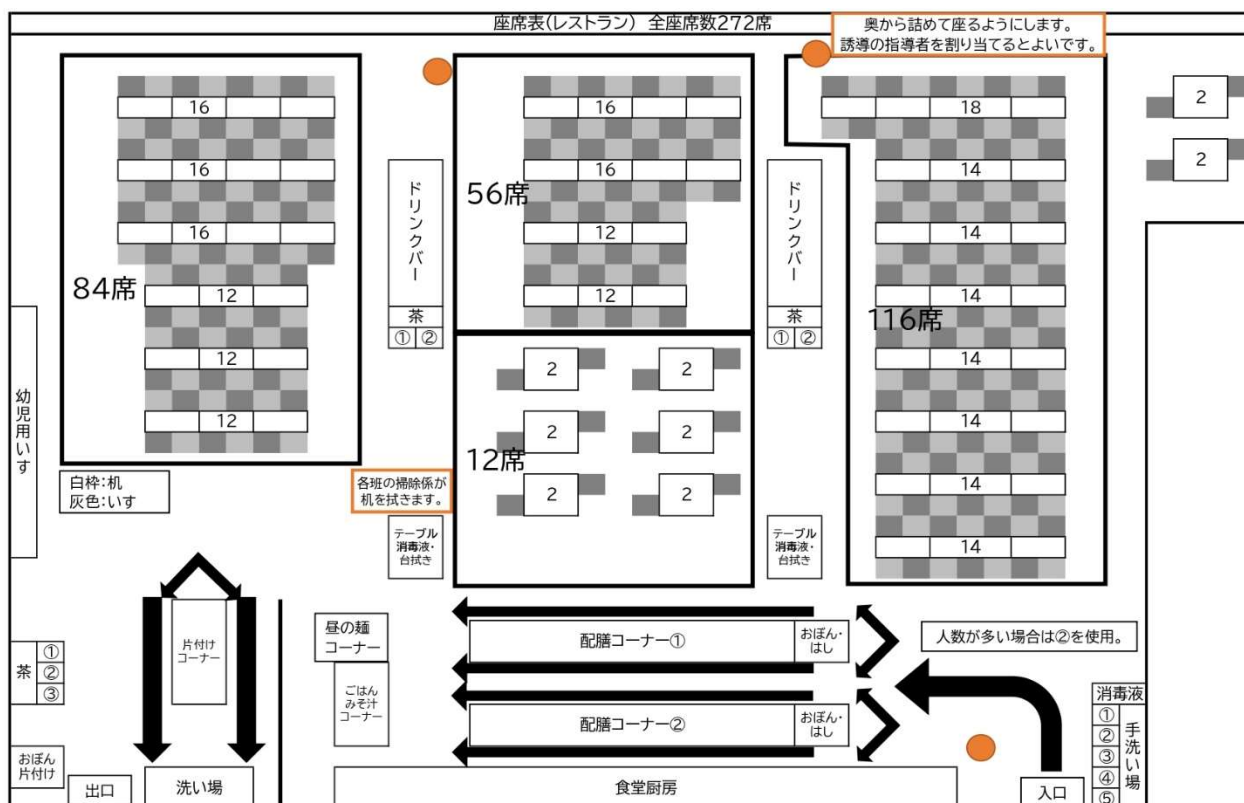 座席表(レストラン) 全座席数272席
奥から詰めて座るようにします。
誘導の指導者を割り当てるとよいです。
16
16
16
12
12
12
84席
ドリンクバー
茶
① ②
16
16
12
12
56席
ドリンクバー
茶
① ②
18
14
14
14
14
14
14
14
116席
2
2
2
2
2
2
2
2
12席
幼児用いす
白枠:机
灰色:いす
各班の掃除係が
机を拭きます。
テーブル
消毒液・
台拭き
テーブル
消毒液・
台拭き
片付け
コーナー
昼の麺
コーナー
ごはん
みそ汁
コーナー
配膳コーナー①
おぼん・
はし
配膳コーナー②
おぼん・
はし
人数が多い場合は②を使用。
茶
①
②
③
おぼん
片付け
出口
洗い場
食堂厨房
入口
消毒液
①
②
③
④
⑤
手洗い場